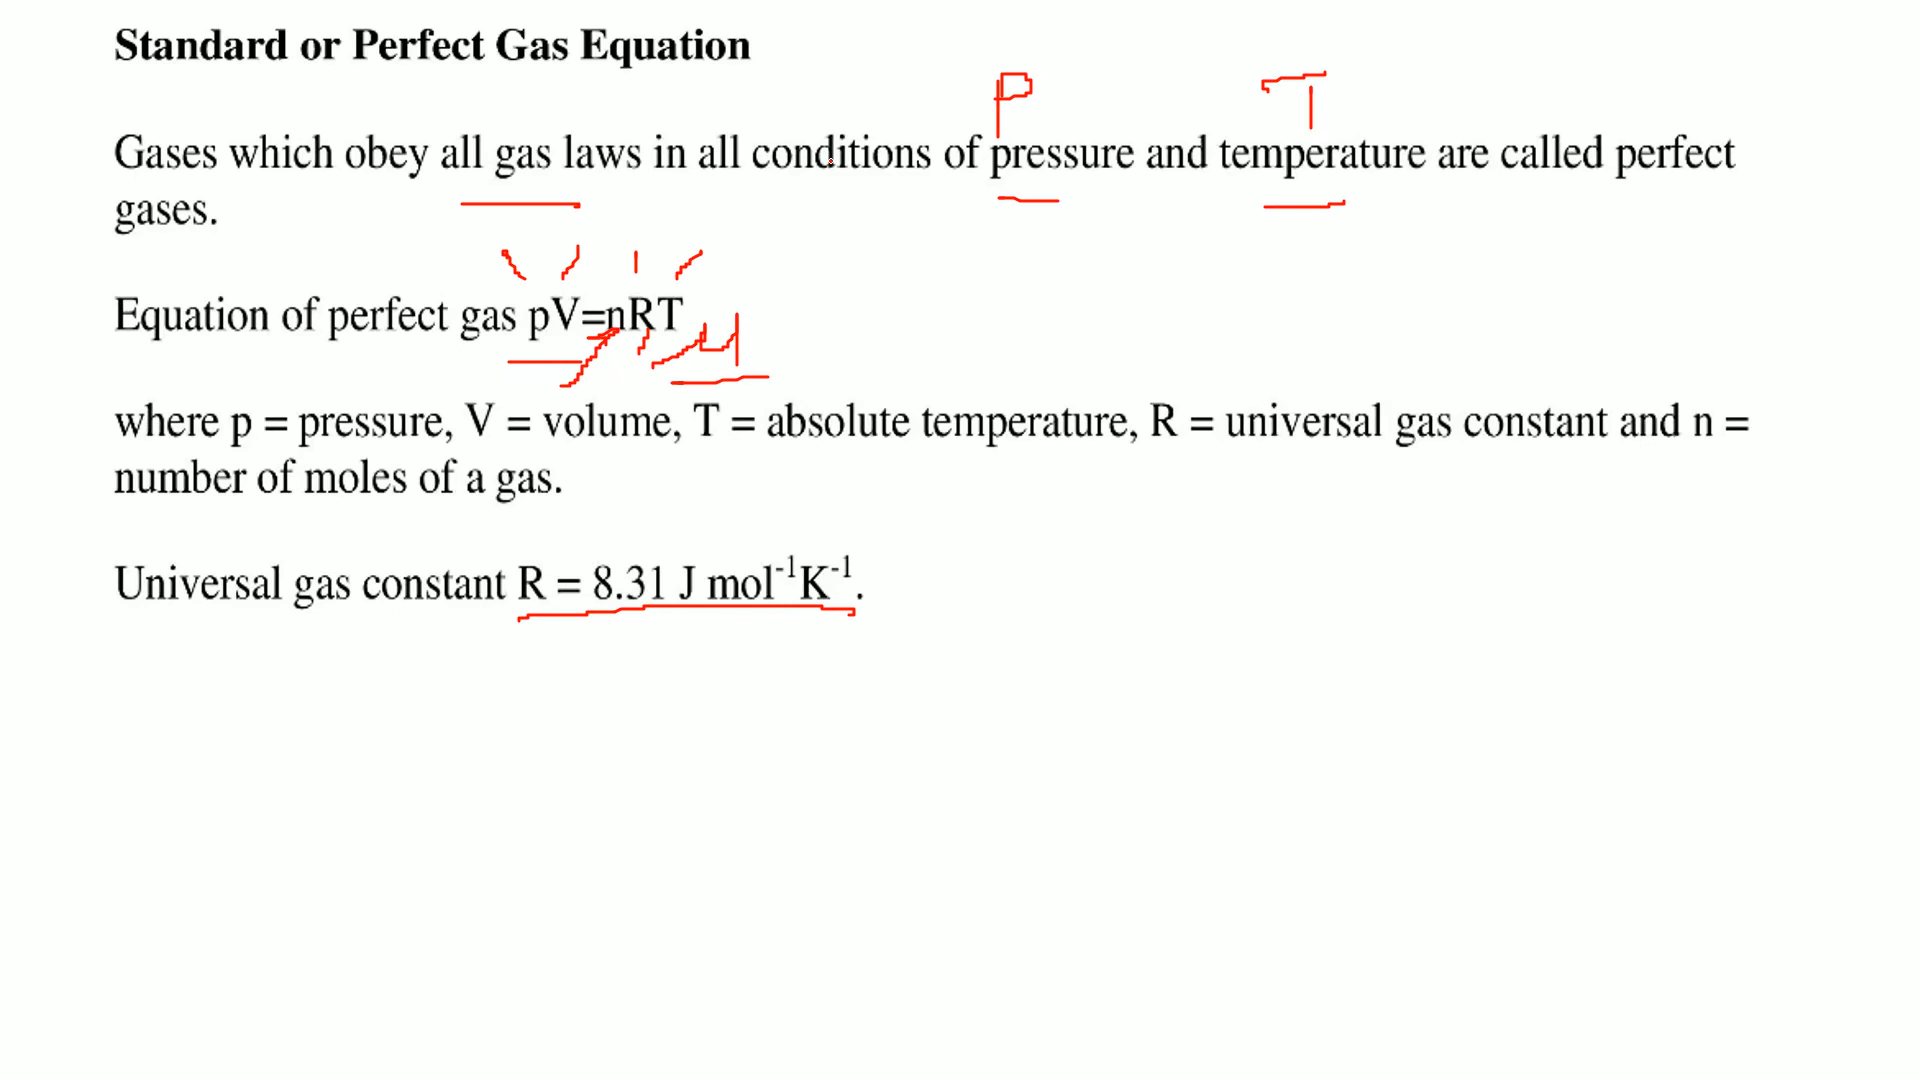 Standard or Perfect Gas Equation
P T
Gases which obey all gas laws in all conditions of pressure and temperature are called perfect
gases.
Equation of perfect gas pV=nRT
where p = pressure, V = volume, T = absolute temperature, R = universal gas constant and n =
number of moles of a gas.
Universal gas constant R = 8.31 J mol⁻¹K⁻¹.